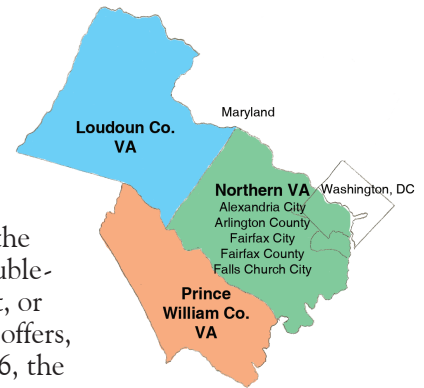 Maryland
Loudoun Co.
VA
Northern VA
Alexandria City
Arlington County
Fairfax City
Fairfax County
Falls Church City
Washington, DC
Prince
William Co.
VA
the
uble-
t, or
offers,
6, the